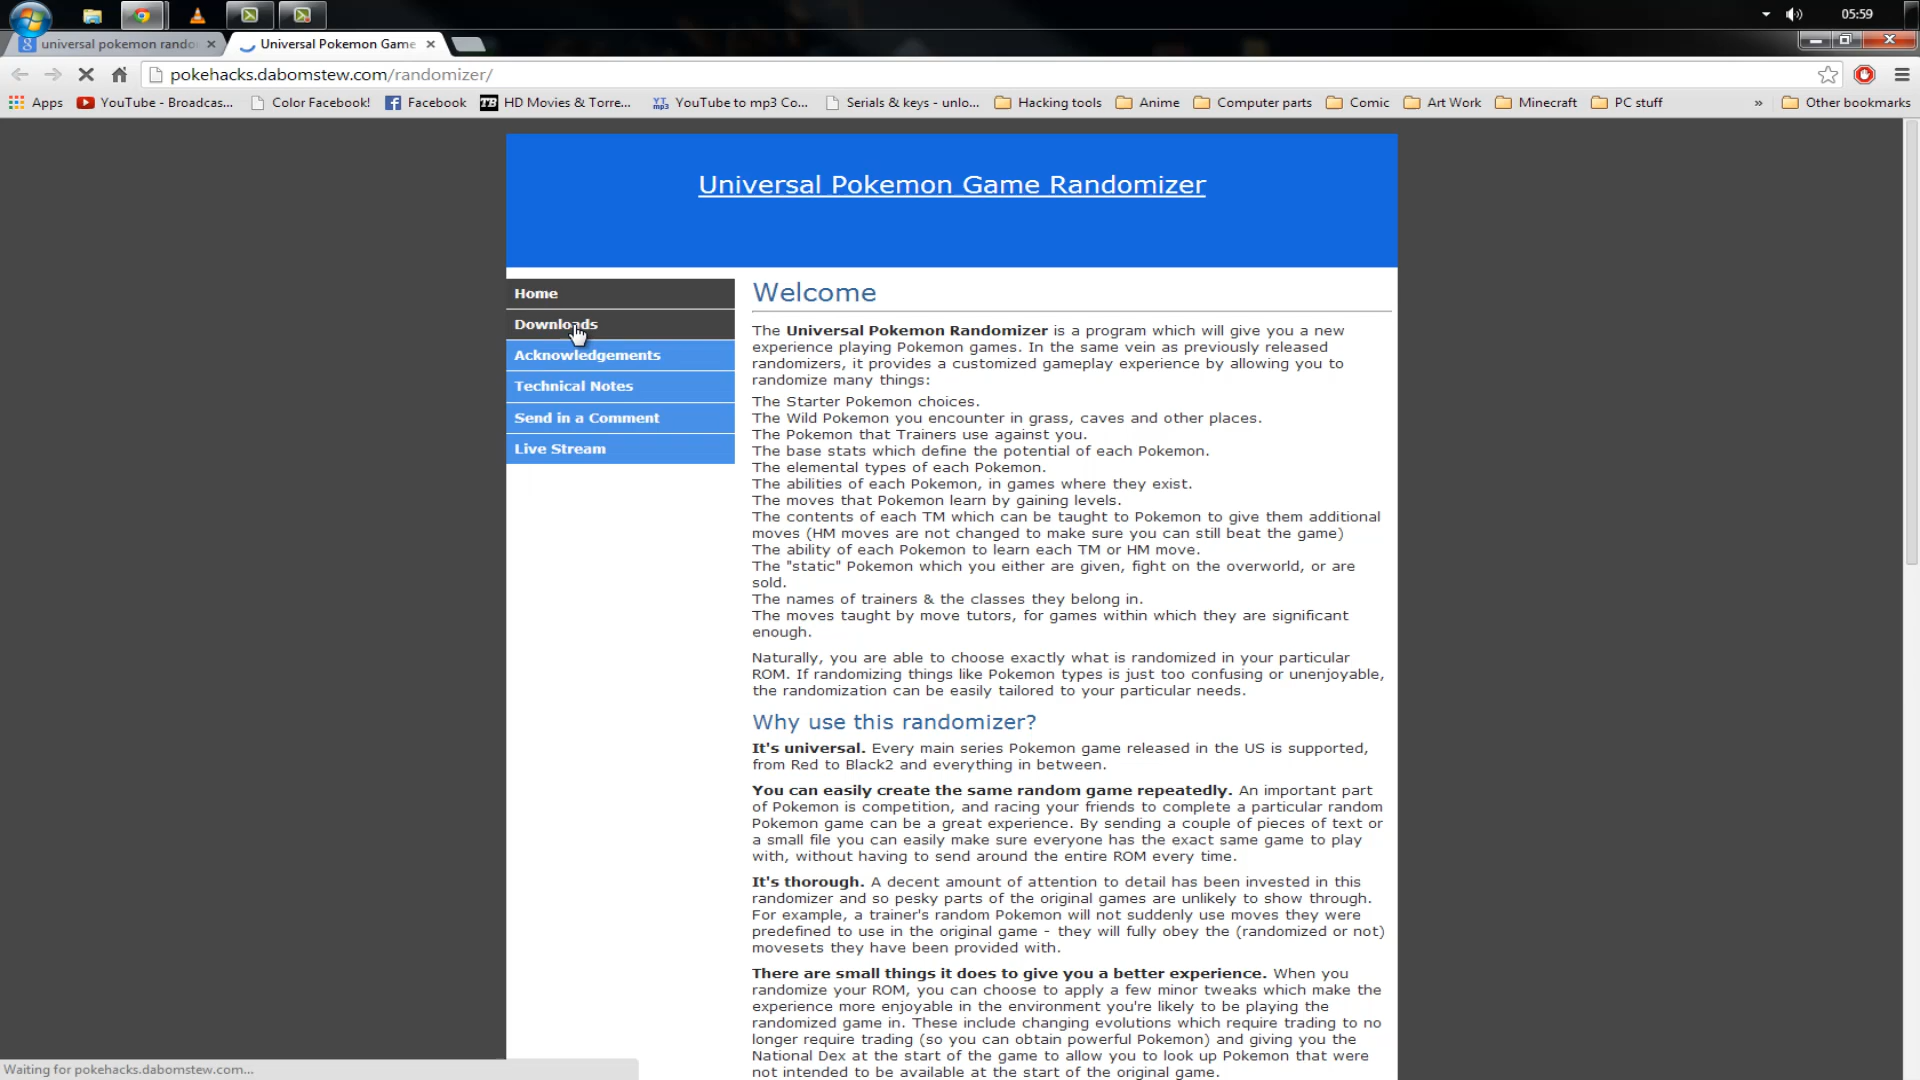 05:59
universal pokemon rando
Universal Pokemon Game
pokehacks.dabomstew.com/randomizer/
Apps YouTube - Broadcas... Color Facebook! Facebook TB HD Movies & Torre... YT mp3 YouTube to mp3 Co... Serials & keys - unlo... Hacking tools Anime Computer parts Comic Art Work Minecraft PC stuff » Other bookmarks
Universal Pokemon Game Randomizer
Home
Downloads
Acknowledgements
Technical Notes
Send in a Comment
Live Stream
Welcome
The Universal Pokemon Randomizer is a program which will give you a new
experience playing Pokemon games. In the same vein as previously released
randomizers, it provides a customized gameplay experience by allowing you to
randomize many things:
The Starter Pokemon choices.
The Wild Pokemon you encounter in grass, caves and other places.
The Pokemon that Trainers use against you.
The base stats which define the potential of each Pokemon.
The elemental types of each Pokemon.
The abilities of each Pokemon, in games where they exist.
The moves that Pokemon learn by gaining levels.
The contents of each TM which can be taught to Pokemon to give them additional
moves (HM moves are not changed to make sure you can still beat the game)
The ability of each Pokemon to learn each TM or HM move.
The "static" Pokemon which you either are given, fight on the overworld, or are
sold.
The names of trainers & the classes they belong in.
The moves taught by move tutors, for games within which they are significant
enough.
Naturally, you are able to choose exactly what is randomized in your particular
ROM. If randomizing things like Pokemon types is just too confusing or unenjoyable,
the randomization can be easily tailored to your particular needs.
Why use this randomizer?
It's universal. Every main series Pokemon game released in the US is supported,
from Red to Black2 and everything in between.
You can easily create the same random game repeatedly. An important part
of Pokemon is competition, and racing your friends to complete a particular random
Pokemon game can be a great experience. By sending a couple of pieces of text or
a small file you can easily make sure everyone has the exact same game to play
with, without having to send around the entire ROM every time.
It's thorough. A decent amount of attention to detail has been invested in this
randomizer and so pesky parts of the original games are unlikely to show through.
For example, a trainer's random Pokemon will not suddenly use moves they were
predefined to use in the original game - they will fully obey the (randomized or not)
movesets they have been provided with.
There are small things it does to give you a better experience. When you
randomize your ROM, you can choose to apply a few minor tweaks which make the
experience more enjoyable in the environment you're likely to be playing the
randomized game in. These include changing evolutions which require trading to no
longer require trading (so you can obtain powerful Pokemon) and giving you the
National Dex at the start of the game to allow you to look up Pokemon that were
not intended to be available at the start of the original game.
Waiting for pokehacks.dabomstew.com...